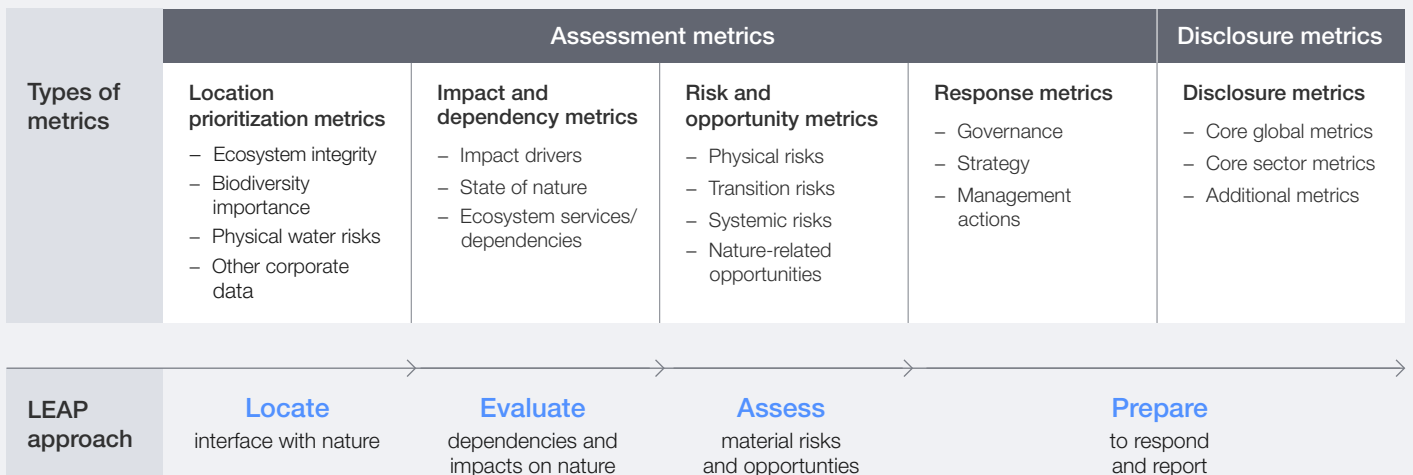 Assessment metrics
Disclosure metrics
Types of
metrics
Location
prioritization metrics
– Ecosystem integrity
– Biodiversity
importance
– Physical water risks
– Other corporate
data
Impact and
dependency metrics
– Impact drivers
– State of nature
– Ecosystem services/
dependencies
Risk and
opportunity metrics
– Physical risks
– Transition risks
– Systemic risks
– Nature-related
opportunities
Response metrics
– Governance
– Strategy
– Management
actions
Disclosure metrics
– Core global metrics
– Core sector metrics
– Additional metrics
LEAP
approach
Locate
interface with nature
Evaluate
dependencies and
impacts on nature
Assess
material risks
and opportunties
Prepare
to respond
and report